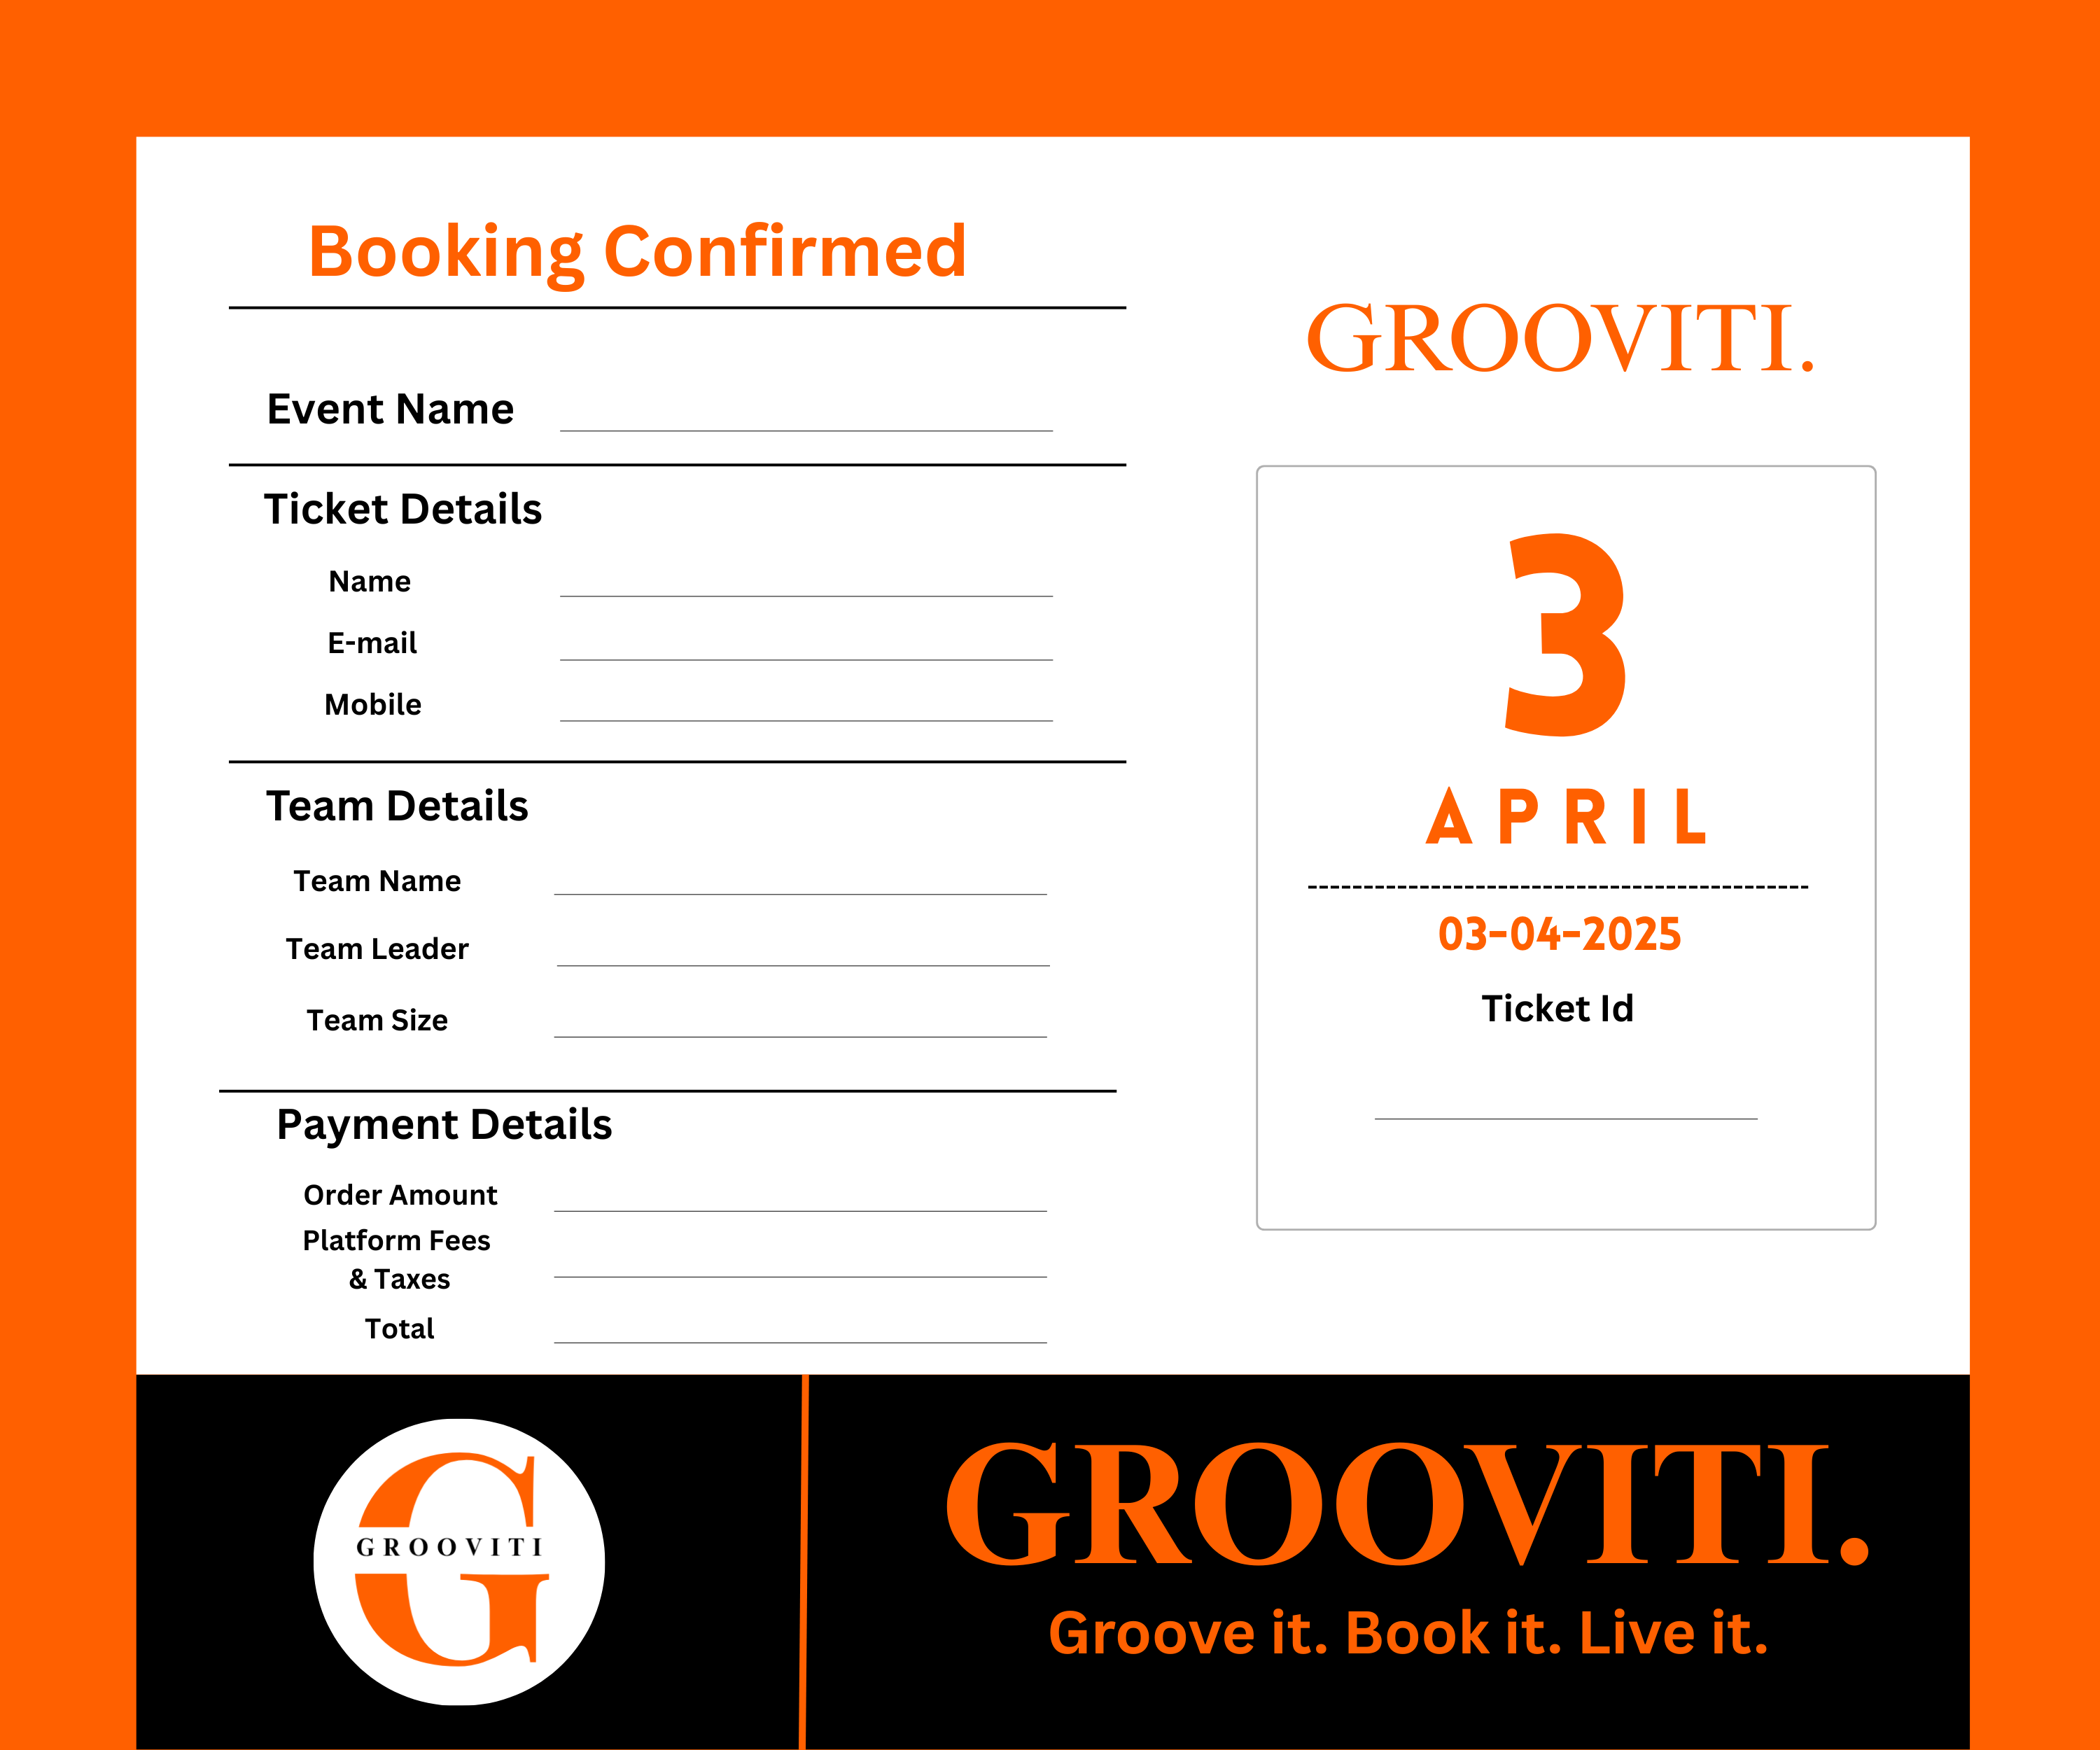 Booking Confirmed
GROOVITI.
Event Name
Ticket Details
Name
E-mail
Mobile
Team Details
Team Name
Team Leader
Team Size
Payment Details
Order Amount
Platform Fees
& Taxes
Total
3
APRIL
03-04-2025
Ticket Id
G
GROOVITI
GROOVITI.
Groove it. Book it. Live it.